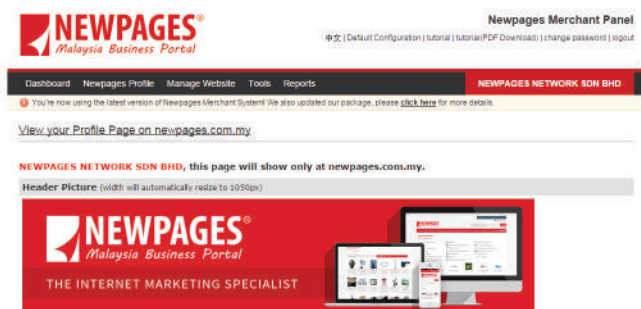 NEWPAGES®
Malaysia Business Portal
Newpages Merchant Panel
中文 | Default Configuration | tutorial | tutorial(PDF Download) | change password | logout
Dashboard Newpages Profile Manage Website Tools Reports NEWPAGES NETWORK SDN BHD
You're now using the latest version of Newpages Merchant System! We also updated our package, please click here for more details.
View your Profile Page on newpages.com.my
NEWPAGES NETWORK SDN BHD, this page will show only at newpages.com.my.
Header Picture (width will automatically resize to 1050px)
NEWPAGES®
Malaysia Business Portal
THE INTERNET MARKETING SPECIALIST